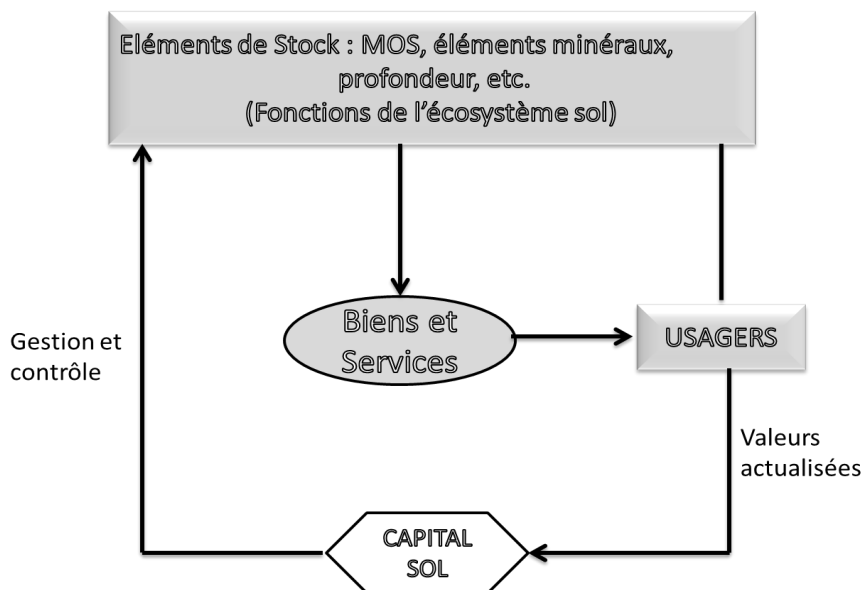 Eléments de Stock : MOS, éléments minéraux,
profondeur, etc.
(Fonctions de l'écosystème sol)
Biens et
Services
USAGERS
Gestion et
contrôle
Valeurs
actualisées
CAPITAL
SOL